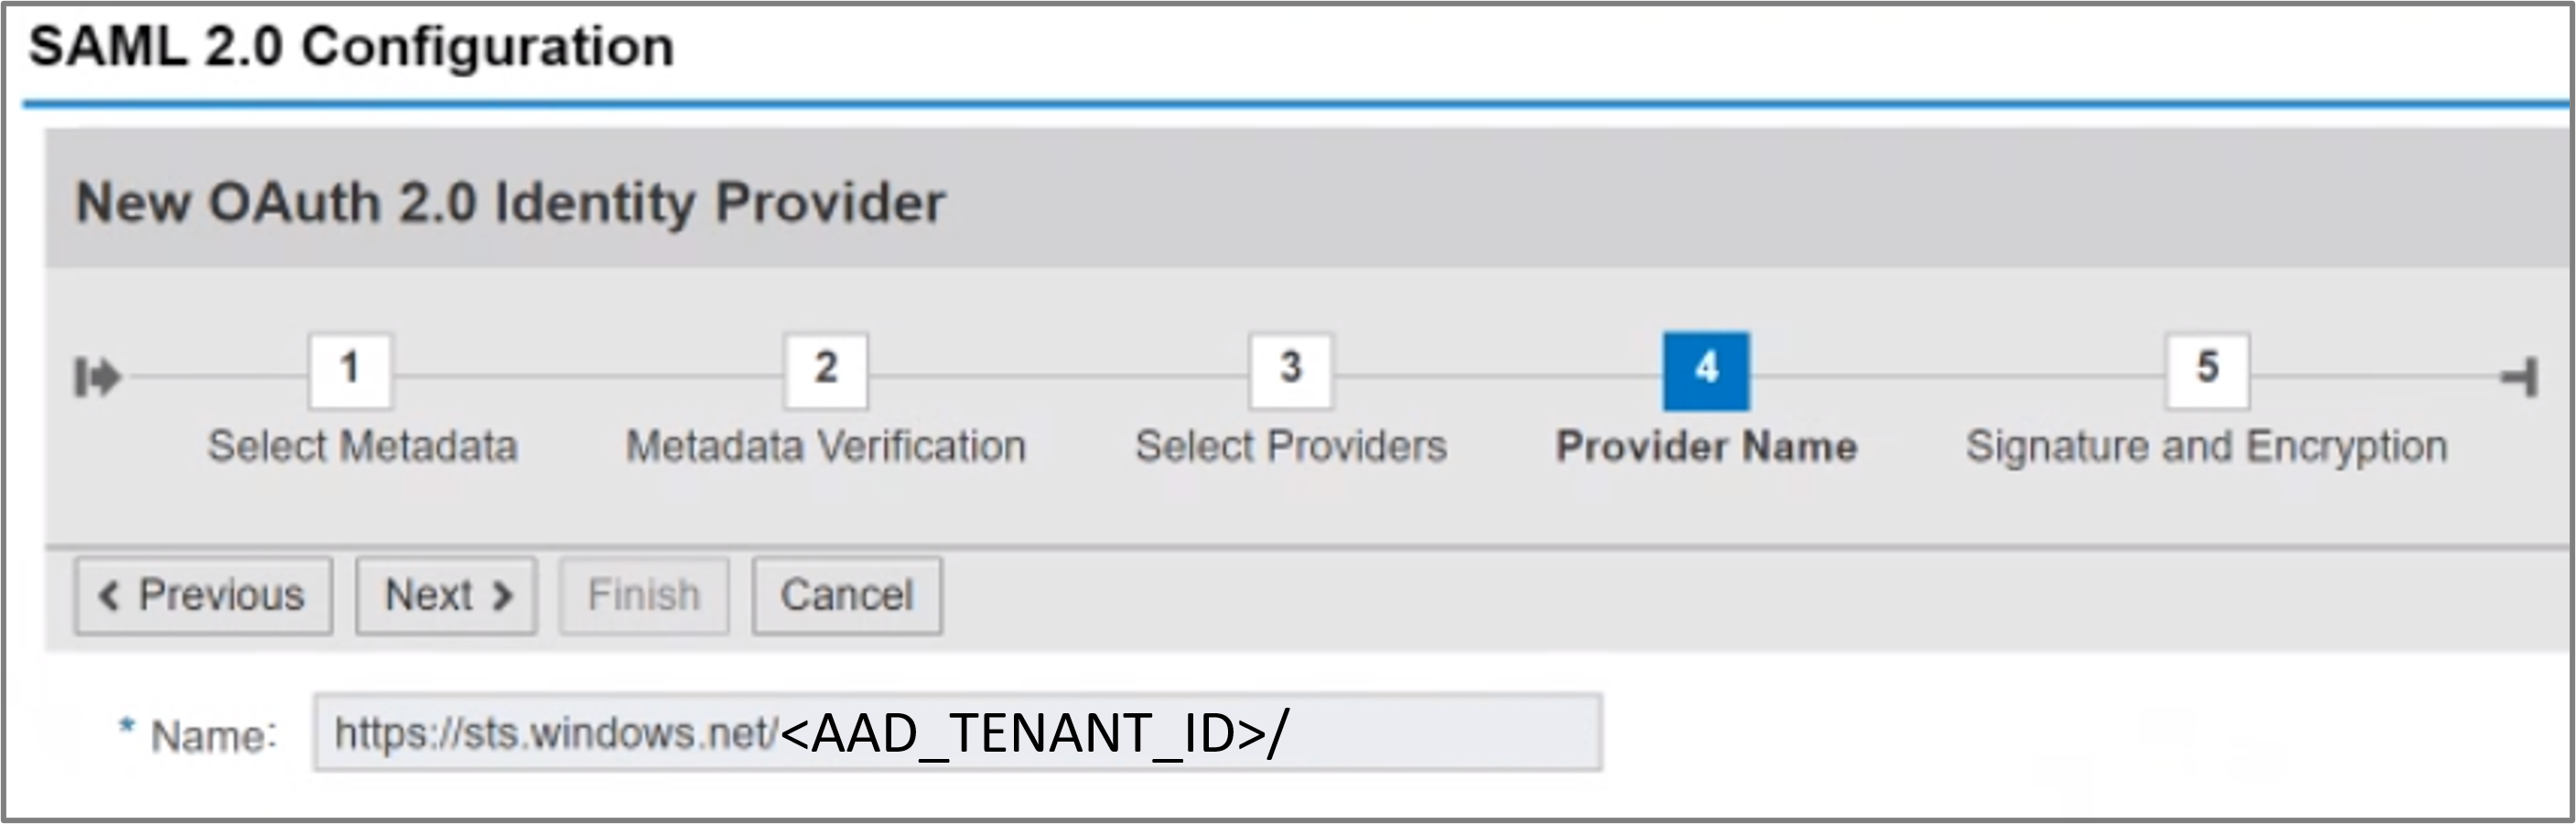 SAML 2.0 Configuration
New OAuth 2.0 Identity Provider
1 2 3 4 5
Select Metadata Metadata Verification Select Providers Provider Name Signature and Encryption
Previous Next Finish Cancel
* Name: https://sts.windows.net/<AAD_TENANT_ID>/